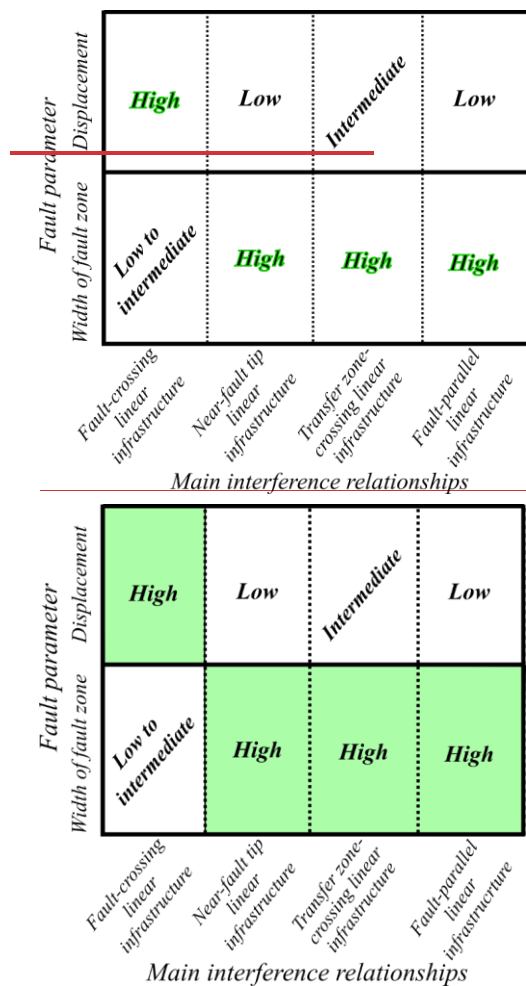 Fault parameter
Displacement
High
Low
Intermediate
Low
Width of fault zone
Low to
intermediate
High
High
High
Fault-crossing
linear
infrastructure
Near-fault tip
linear
infrastructure
Transfer zone-
crossing linear
infrastructure
Fault-parallel
linear
infrastructure
Main interference relationships
Fault parameter
Displacement
High
Low
Intermediate
Low
Width of fault zone
Low to
intermediate
High
High
High
Fault-crossing
linear
infrastructure
Near-fault tip
linear
infrastructure
Transfer zone-
crossing linear
infrastructure
Fault-parallel
linear
infrastrucrture
Main interference relationships